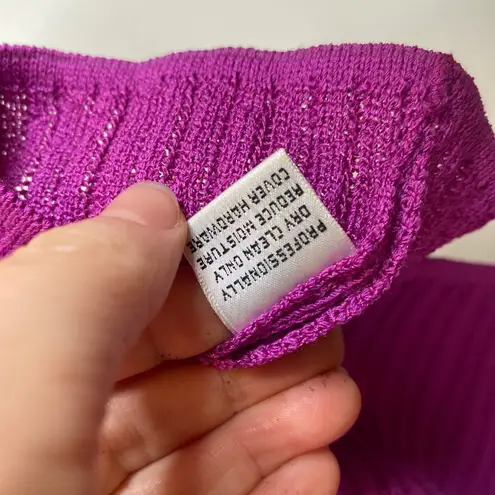 PROFESSIONALLY
DRY CLEAN ONLY
REDUCE MOISTURE
COVER HARDWARE